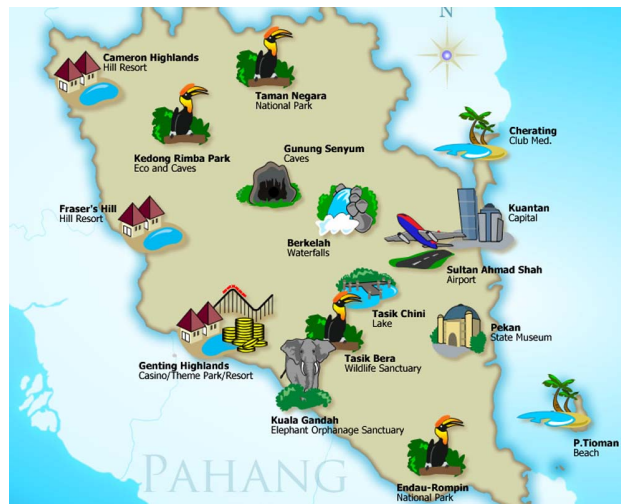 N
Cameron Highlands
Hill Resort
Taman Negara
National Park
Cherating
Club Med.
Kedong Rimba Park
Eco and Caves
Gunung Senyum
Caves
Fraser's Hill
Hill Resort
Kuantan
Capital
Berkelah
Waterfalls
Sultan Ahmad Shah
Airport
Tasik Chini
Lake
Pekan
State Museum
Tasik Bera
Wildlife Sanctuary
Genting Highlands
Casino/Theme Park/Resort
Kuala Gandah
Elephant Orphanage Sanctuary
P.Tioman
Beach
PAHANG
Endau-Rompin
National Park